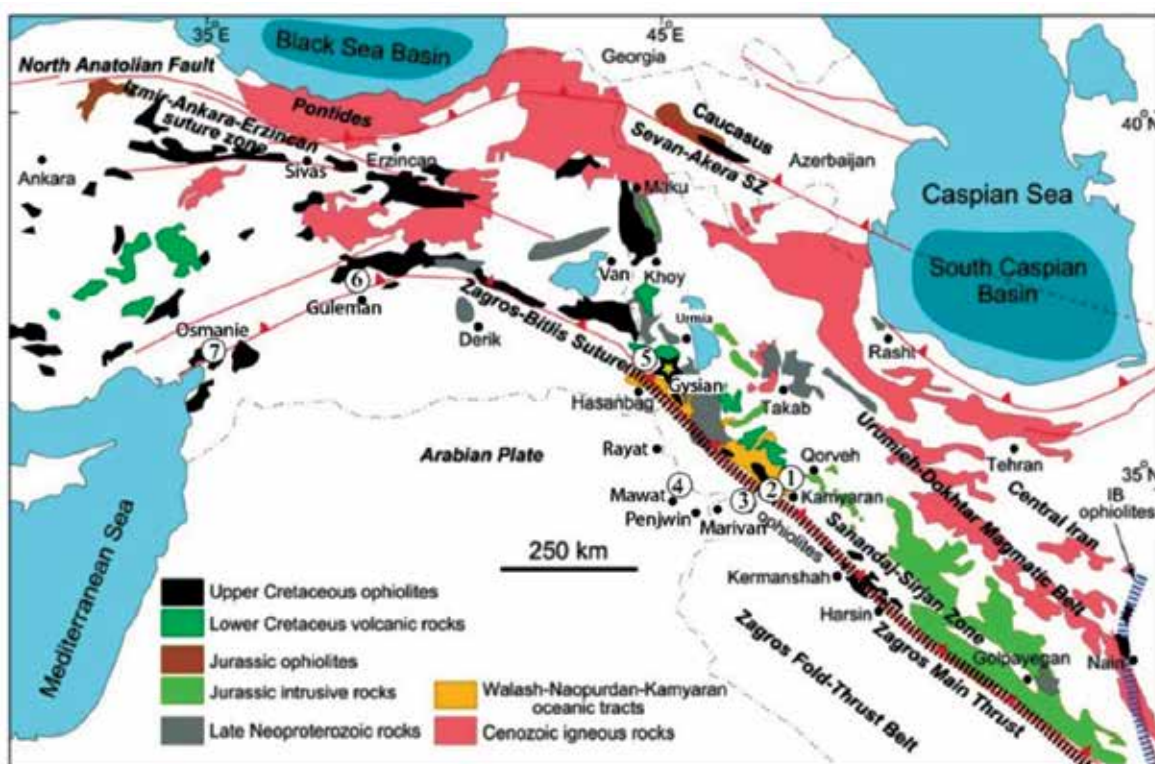 35°E
45°E
Black Sea Basin
Georgia
North Anatolian Fault
Izmir-Ankara-Erzincan
suture zone
Pontides
Caucasus
40°N
Ankara
Sivas
Erzincan
Sevan-Akera SZ
Azerbaijan
Maku
Caspian Sea
Van
Khoy
South Caspian
Basin
6
Guleman
Zagros-Bitlis Suture
Urmia
Osmanie
7
Derik
5
Gysian
Rasht
Hasanbag
Takab
Arabian Plate
Rayat
Qorveh
Urumieh-Dokhtar Magmatic Belt
Tehran
Central Iran
35°N
IB
ophiolites
Mawat
4
3
2
1
Kamyaran
Penjwin
Marivan
ophiolites
Sanandaj-Sirjan Zone
250 km
Kermanshah
Harsin
Mediterranean Sea
Zagros Main Thrust
Golpayegan
Nain
Zagros Fold-Thrust Belt
Upper Cretaceous ophiolites
Lower Cretaceus volcanic rocks
Jurassic ophiolites
Jurassic intrusive rocks
Late Neoproterozoic rocks
Walash-Naopurdan-Kamyaran
oceanic tracts
Cenozoic igneous rocks